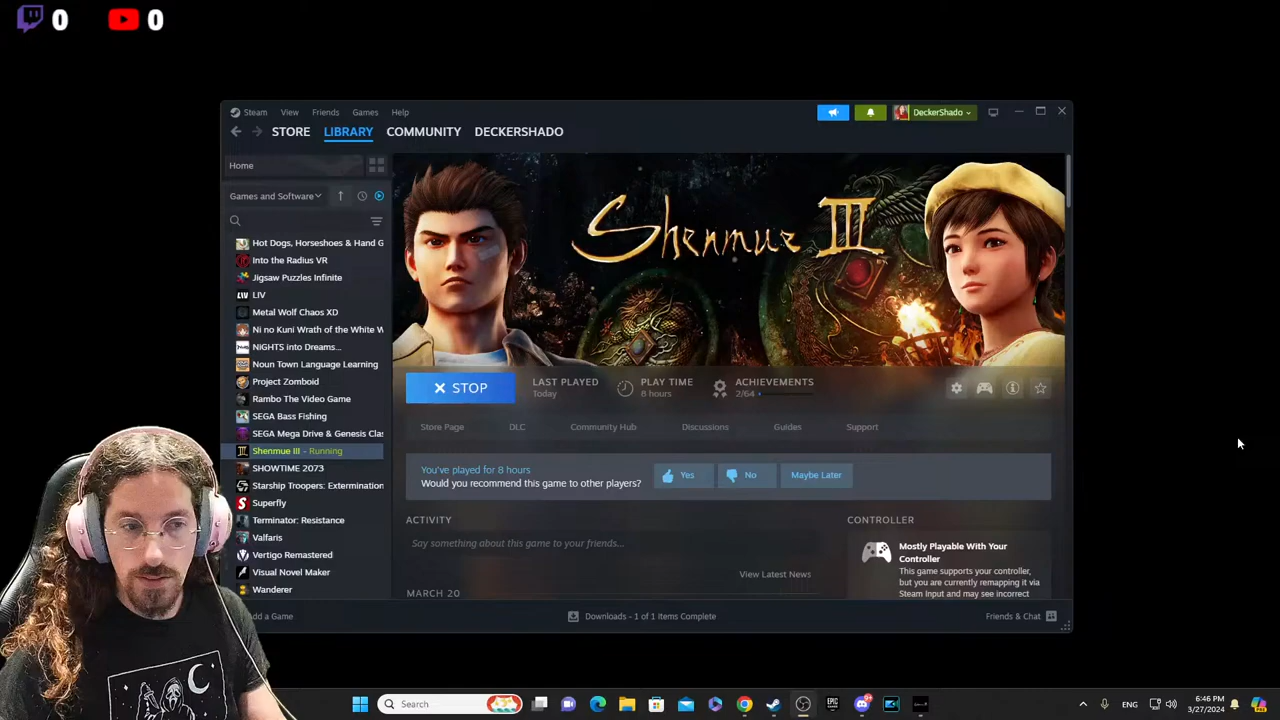 0 0
Steam View Friends Games Help DeckerShado
STORE LIBRARY COMMUNITY DECKERSHADO
Home
Games and Software
Hot Dogs, Horseshoes & Hand G
Into the Radius VR
Jigsaw Puzzles Infinite
LIV
Metal Wolf Chaos XD
Ni no Kuni Wrath of the White W
NiGHTS into Dreams...
Noun Town Language Learning
Project Zomboid
Rambo The Video Game
SEGA Bass Fishing
SEGA Mega Drive & Genesis Clas
Shenmue III - Running
SHOWTIME 2073
Starship Troopers: Extermination
Superfly
Terminator: Resistance
Valfaris
Vertigo Remastered
Visual Novel Maker
Wanderer
dd a Game
Shenmue III
STOP
LAST PLAYED
Today
PLAY TIME
8 hours
ACHIEVEMENTS
2/64
Store Page DLC Community Hub Discussions Guides Support
You've played for 8 hours
Would you recommend this game to other players?
Yes No Maybe Later
ACTIVITY
Say something about this game to your friends...
View Latest News
MARCH 20
CONTROLLER
Mostly Playable With Your
Controller
This game supports your controller,
but you are currently remapping it via
Steam Input and may see incorrect
Downloads - 1 of 1 Items Complete
Friends & Chat
Search
ENG
6:46 PM
3/27/2024